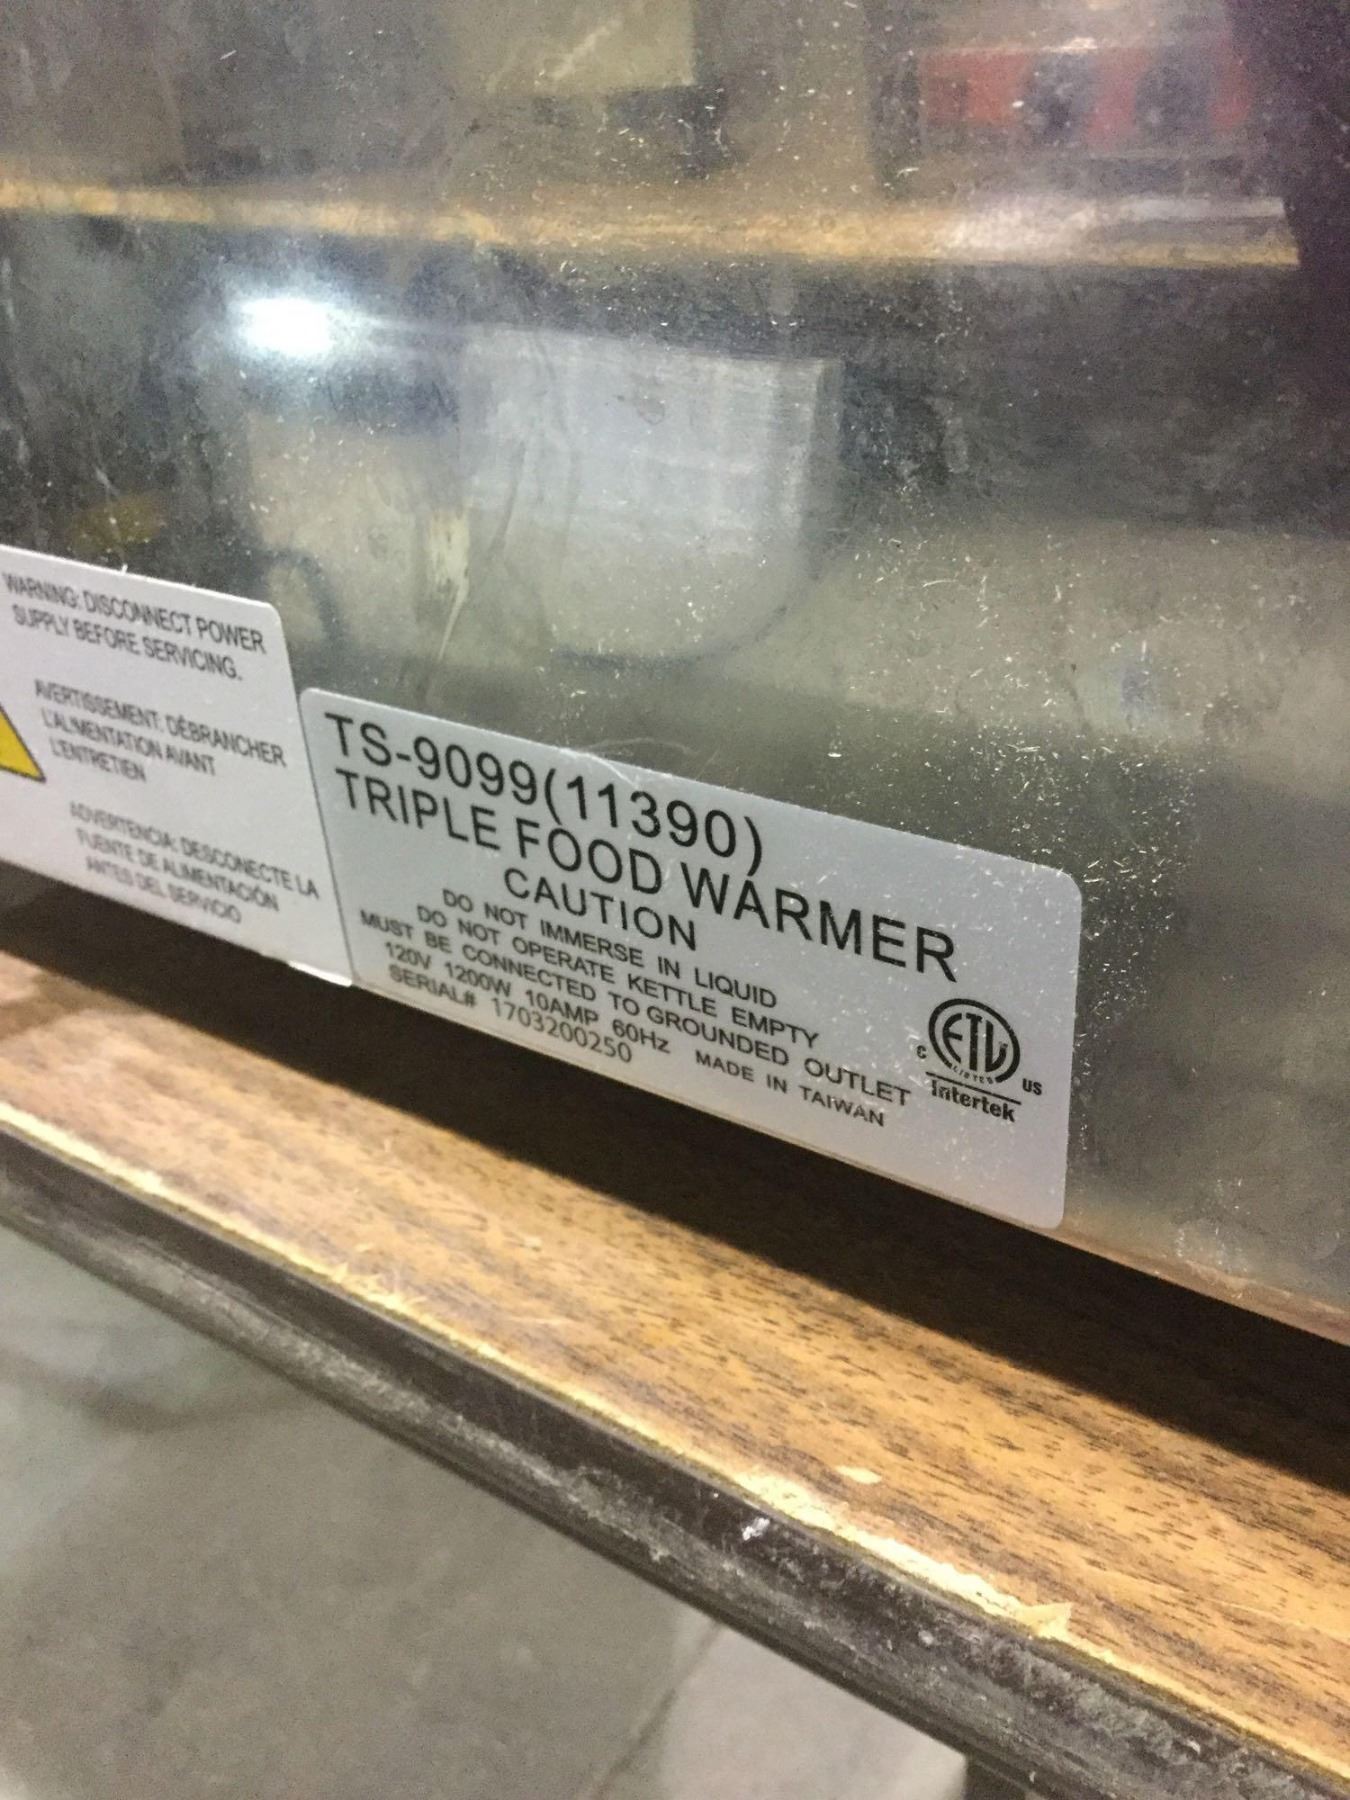 WARNING: DISCONNECT POWER
SUPPLY BEFORE SERVICING.
AVERTISSEMENT: DÉBRANCHER
L'ALIMENTATION AVANT
L'ENTRETIEN
ADVERTENCIA: DESCONECTE LA
FUENTE DE ALIMENTACIÓN
ANTES DEL SERVICIO
TS-9099(11390)
TRIPLE FOOD WARMER
CAUTION
DO NOT IMMERSE IN LIQUID
DO NOT OPERATE KETTLE EMPTY
MUST BE CONNECTED TO GROUNDED OUTLET
120V 1200W 10AMP 60Hz MADE IN TAIWAN
SERIAL# 1703200250
ETL
LISTED
C US
Intertek